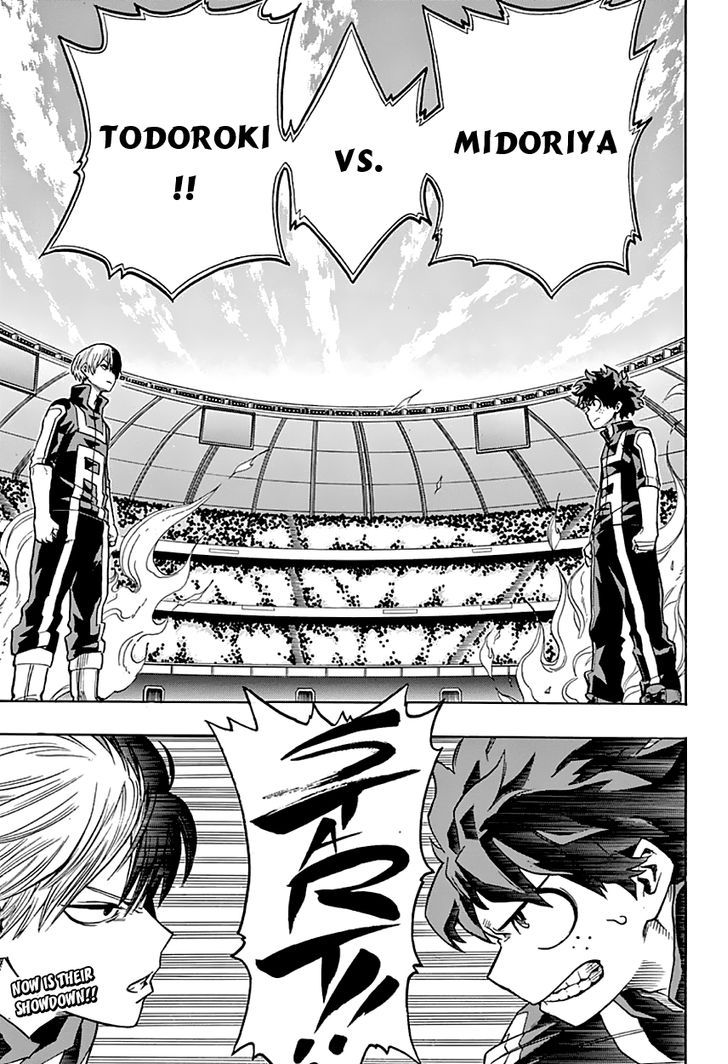 MIDORIYA
VS.
TODOROKI
!!
START!!
NOW IS THEIR
SHOWDOWN!!